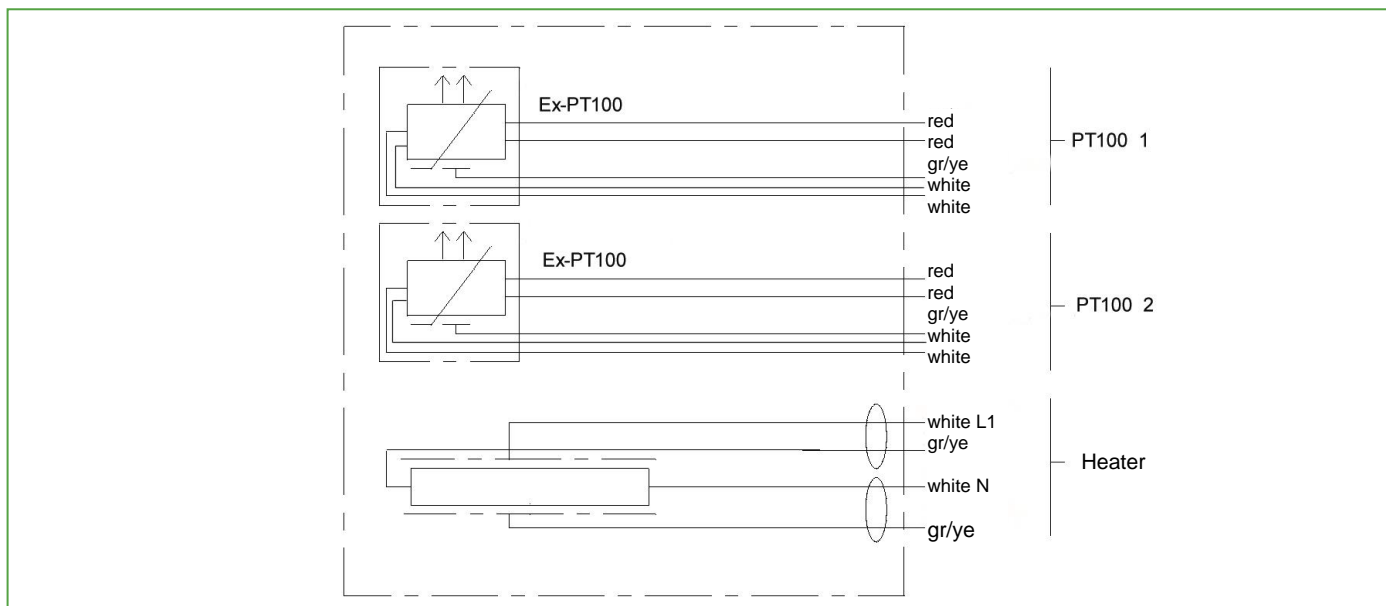 Ex-PT100
red
red
gr/ye
white
white
PT100 1
Ex-PT100
red
red
gr/ye
white
white
PT100 2
white L1
gr/ye
white N
gr/ye
Heater